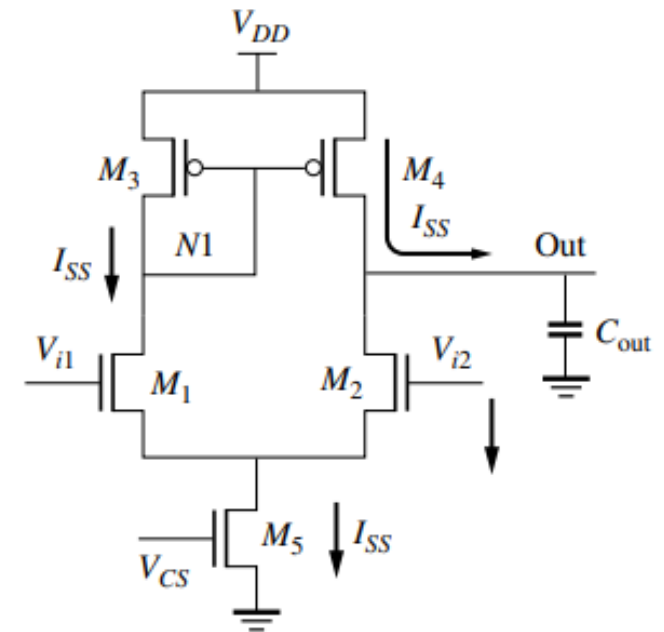 V_DD
M_3
M_4
I_SS
N1
I_SS
Out
V_i1
M_1
M_2
V_i2
C_out
V_CS
M_5
I_SS